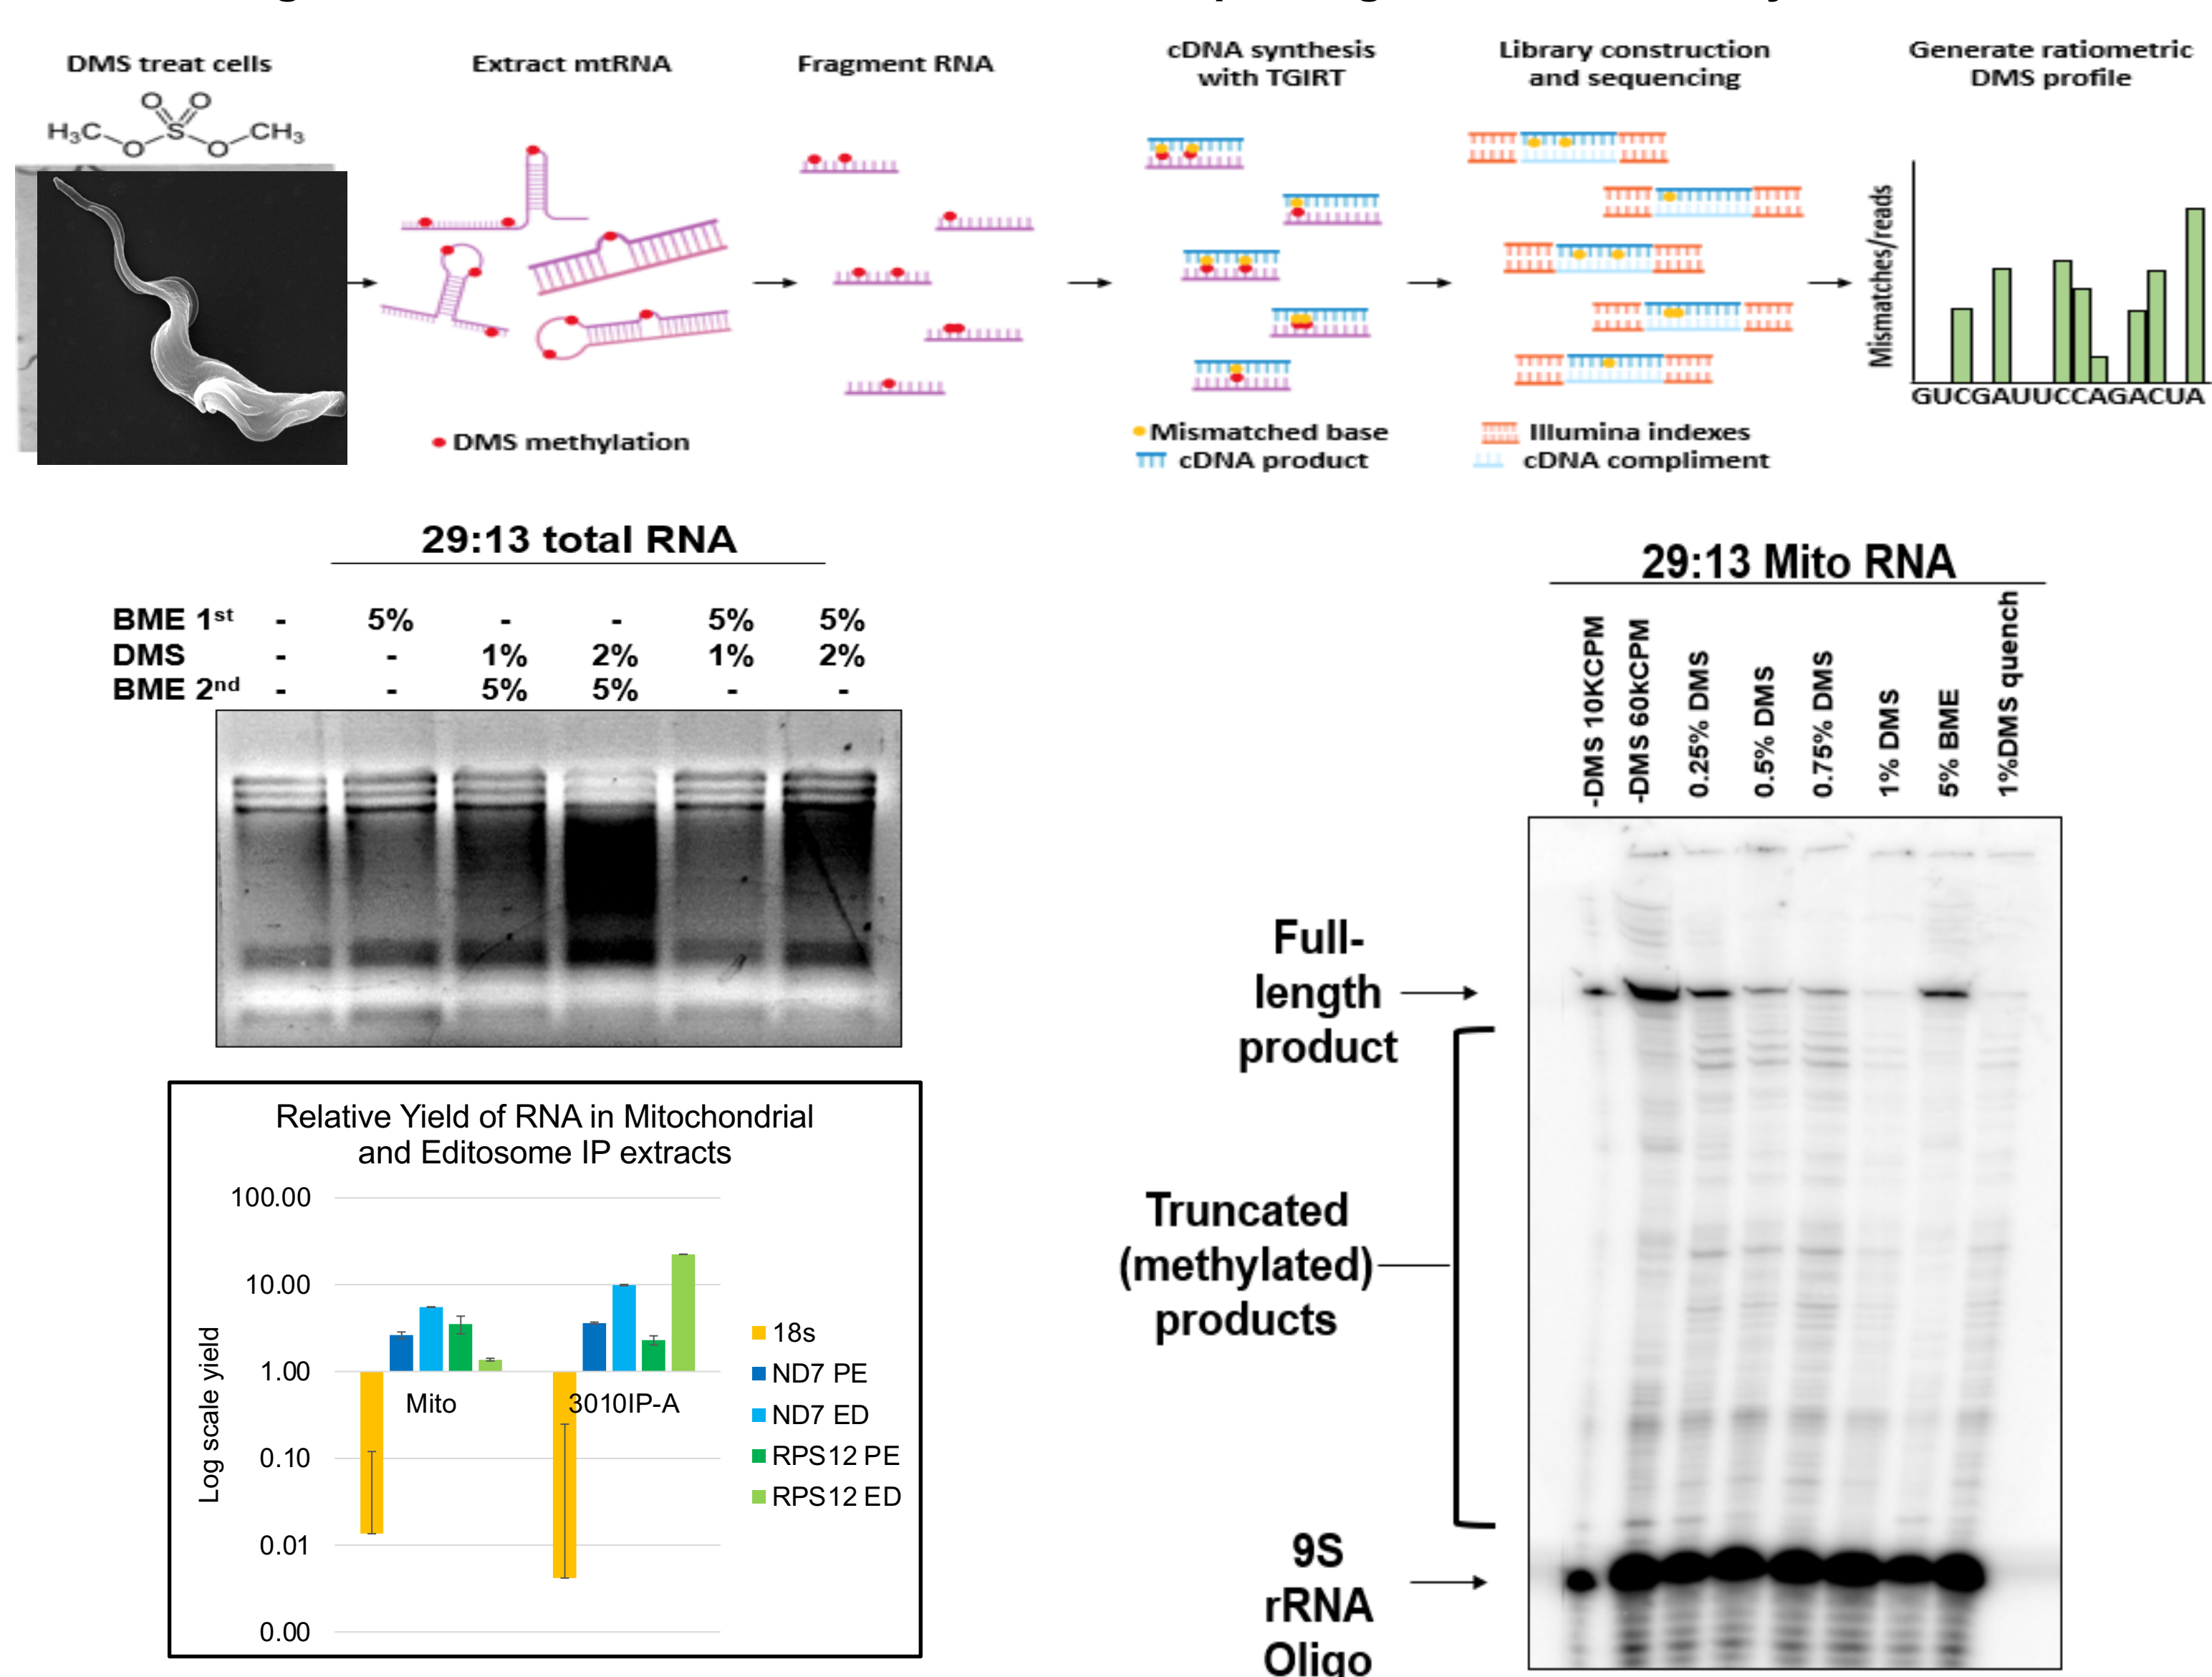 DMS treat cells
Extract mtRNA
Fragment RNA
cDNA synthesis
with TGIRT
Library construction
and sequencing
Generate ratiometric
DMS profile
H₃C
O
O
S
O
O
CH₃
DMS methylation
Mismatched base
cDNA product
Illumina indexes
cDNA compliment
Mismatches/reads
GUCGAUUCCAGACUA
29:13 total RNA
BME 1st - 5% - - 5% 5%
DMS - - 1% 2% 1% 2%
BME 2nd - - 5% 5% - -
29:13 Mito RNA
-DMS 10KCPM
-DMS 60kCPM
0.25% DMS
0.5% DMS
0.75% DMS
1% DMS
5% BME
1%DMS quench
Full-
length
product
Truncated
(methylated)
products
9S
rRNA
Oligo
Relative Yield of RNA in Mitochondrial
and Editosome IP extracts
Log scale yield
100.00
10.00
1.00
0.10
0.01
0.00
Mito
3010IP-A
18s
ND7 PE
ND7 ED
RPS12 PE
RPS12 ED